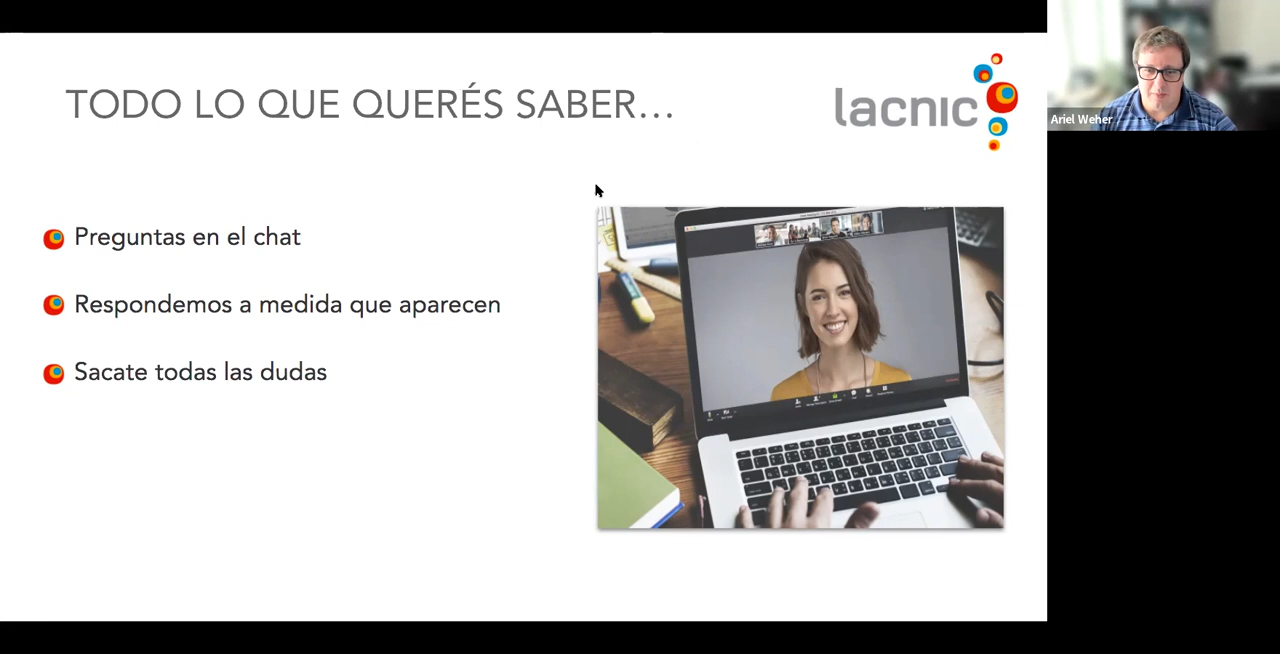 TODO LO QUE QUERÉS SABER...
lacnic
Ariel Weher
Preguntas en el chat
Respondemos a medida que aparecen
Sacate todas las dudas